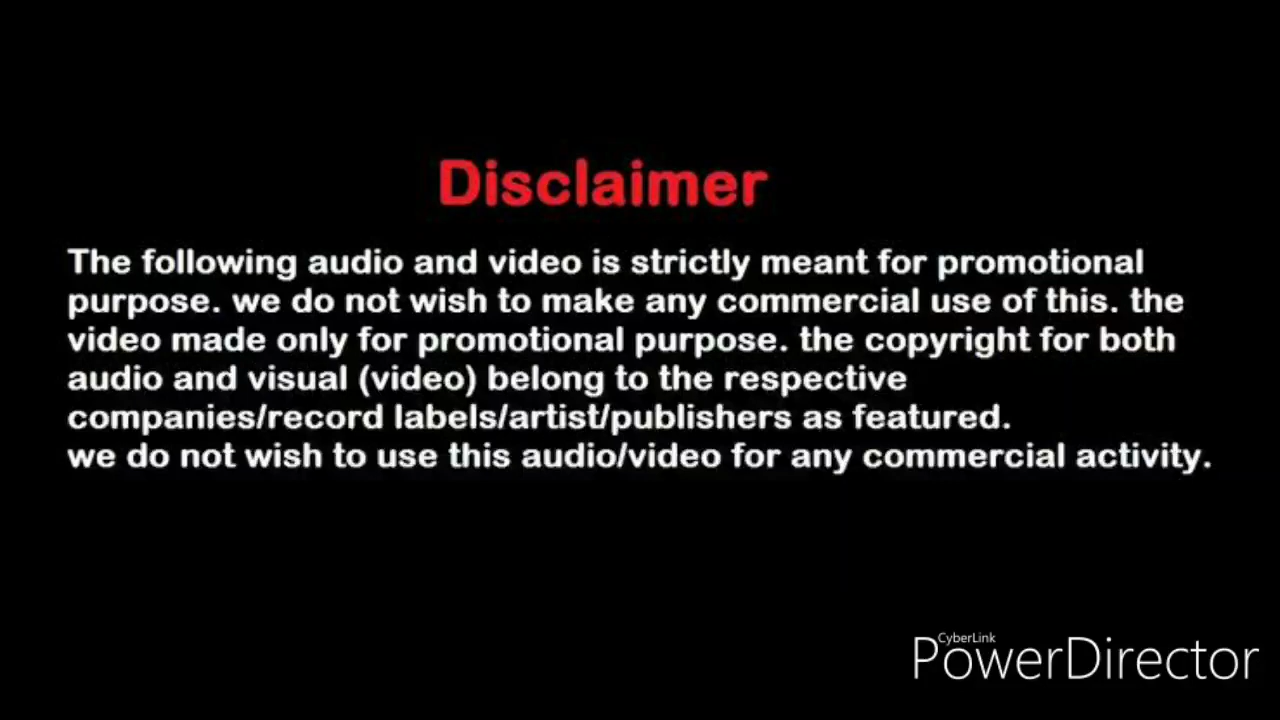 Disclaimer
The following audio and video is strictly meant for promotional
purpose. we do not wish to make any commercial use of this. the
video made only for promotional purpose. the copyright for both
audio and visual (video) belong to the respective
companies/record labels/artist/publishers as featured.
we do not wish to use this audio/video for any commercial activity.
CyberLink
PowerDirector